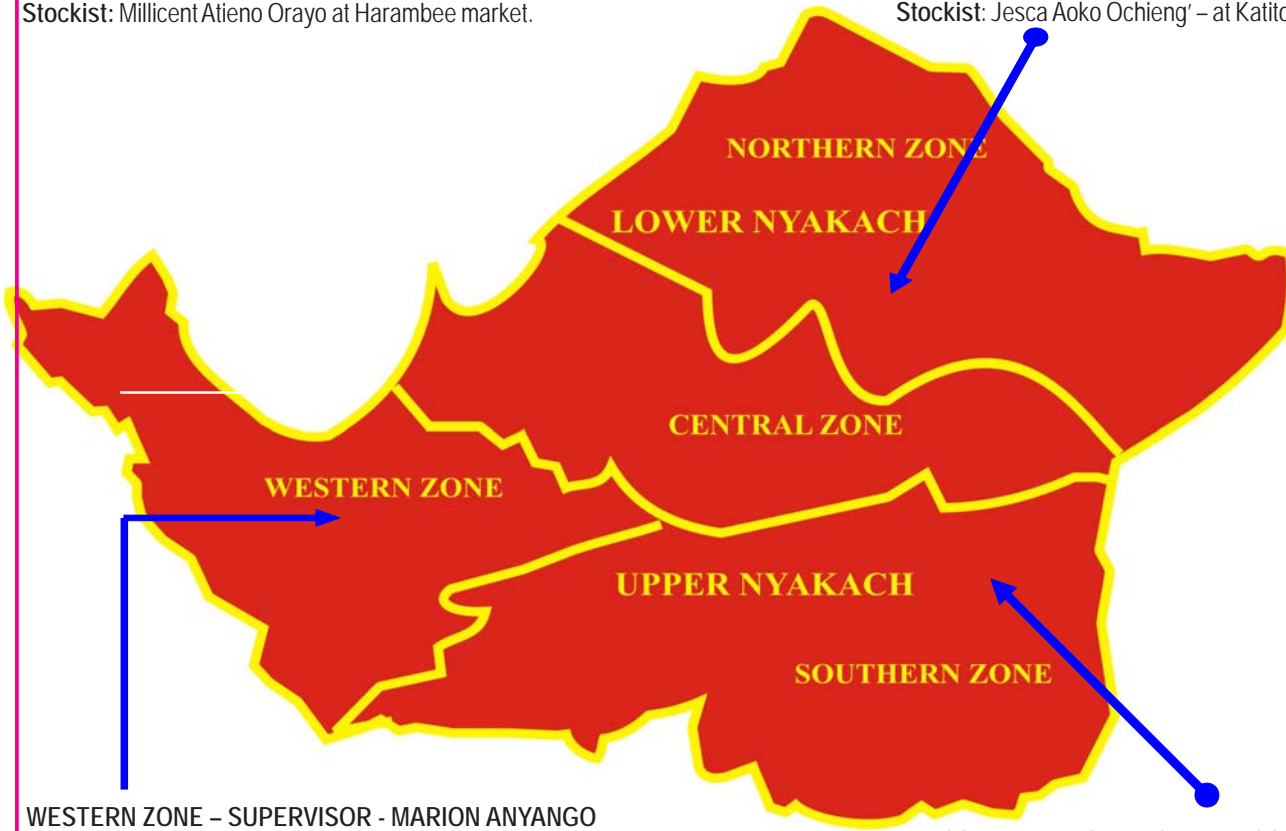 Stockist: Millicent Atieno Orayo at Harambee market.
Stockist: Jesca Aoko Ochieng’ – at Katito
NORTHERN ZONE
LOWER NYAKACH
CENTRAL ZONE
WESTERN ZONE
UPPER NYAKACH
SOUTHERN ZONE
WESTERN ZONE – SUPERVISOR - MARION ANYANGO